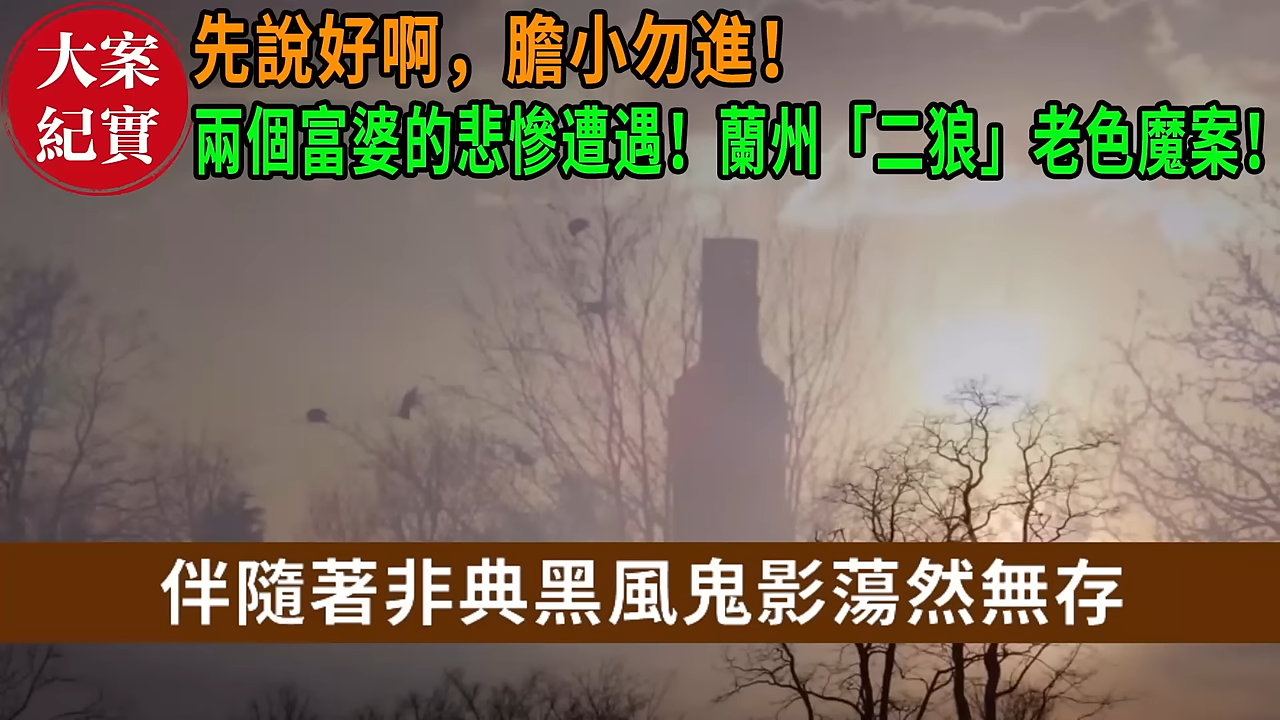 大案
紀實
先說好啊，膽小勿進！
兩個富婆的悲慘遭遇！蘭州「二狼」老色魔案！
伴隨著非典黑風鬼影蕩然無存